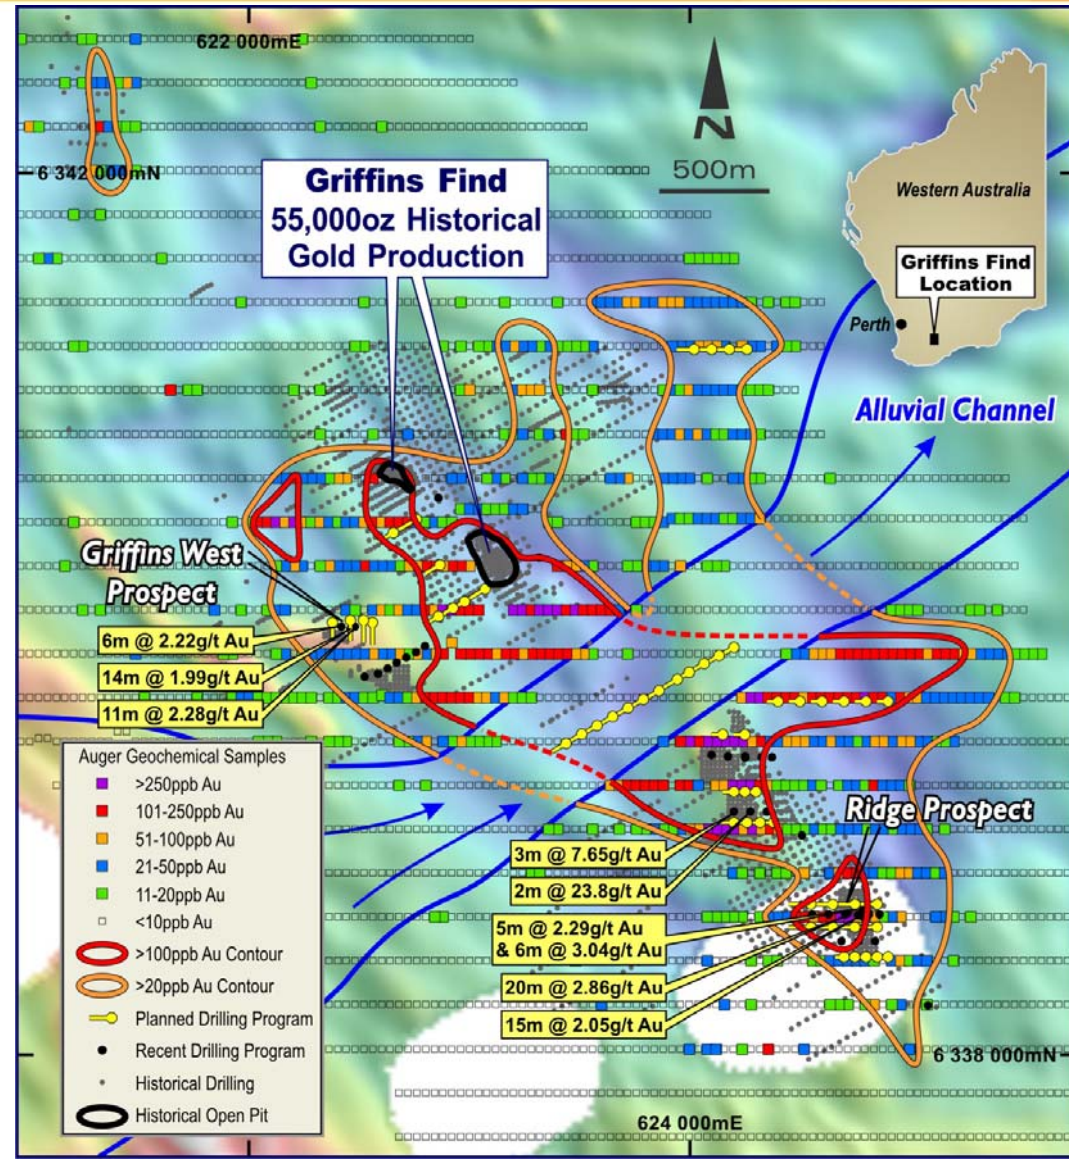 622 000mE
6 342 000mN
N
500m
Griffins Find
55,000oz Historical
Gold Production
Western Australia
Griffins Find
Location
Perth
Alluvial Channel
Griffins West
Prospect
6m @ 2.22g/t Au
14m @ 1.99g/t Au
11m @ 2.28g/t Au
Auger Geochemical Samples
>250ppb Au
101-250ppb Au
51-100ppb Au
21-50ppb Au
11-20ppb Au
<10ppb Au
>100ppb Au Contour
>20ppb Au Contour
Planned Drilling Program
Recent Drilling Program
Historical Drilling
Historical Open Pit
Ridge Prospect
3m @ 7.65g/t Au
2m @ 23.8g/t Au
5m @ 2.29g/t Au
& 6m @ 3.04g/t Au
20m @ 2.86g/t Au
15m @ 2.05g/t Au
6 338 000mN
624 000mE